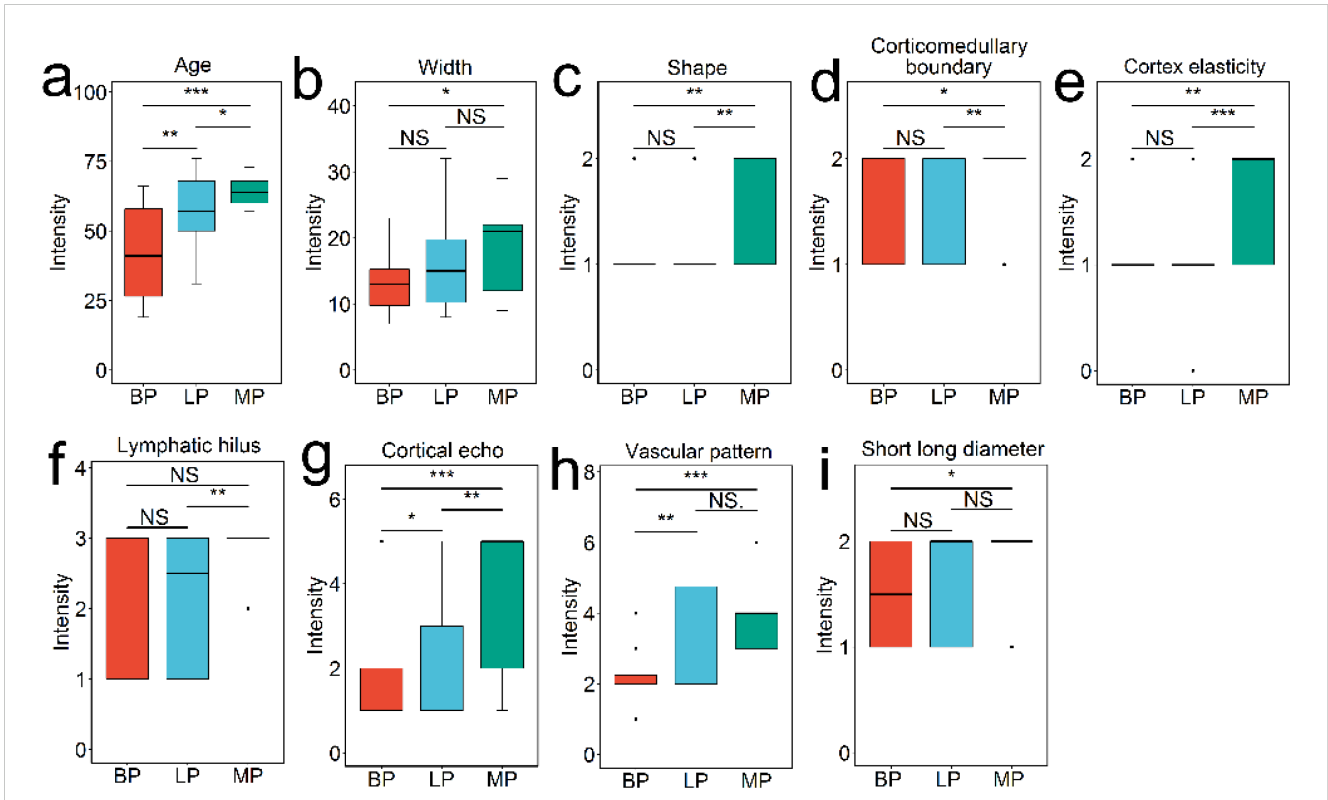 a
Age
Intensity
100
75
50
25
0
***
**
*
BP LP MP
b
Width
Intensity
40
30
20
10
0
*
NS
NS
BP LP MP
c
Shape
Intensity
2
1
0
**
NS
**
BP LP MP
d
Corticomedullary
boundary
Intensity
2
1
0
*
NS
**
BP LP MP
e
Cortex elasticity
Intensity
2
1
0
**
NS
***
BP LP MP
f
Lymphatic hilus
Intensity
4
3
2
1
0
NS
NS
**
BP LP MP
g
Cortical echo
Intensity
6
4
2
0
***
*
**
BP LP MP
h
Vascular pattern
Intensity
8
6
4
2
0
***
**
NS.
BP LP MP
i
Short long diameter
Intensity
2
1
0
*
NS
NS
BP LP MP